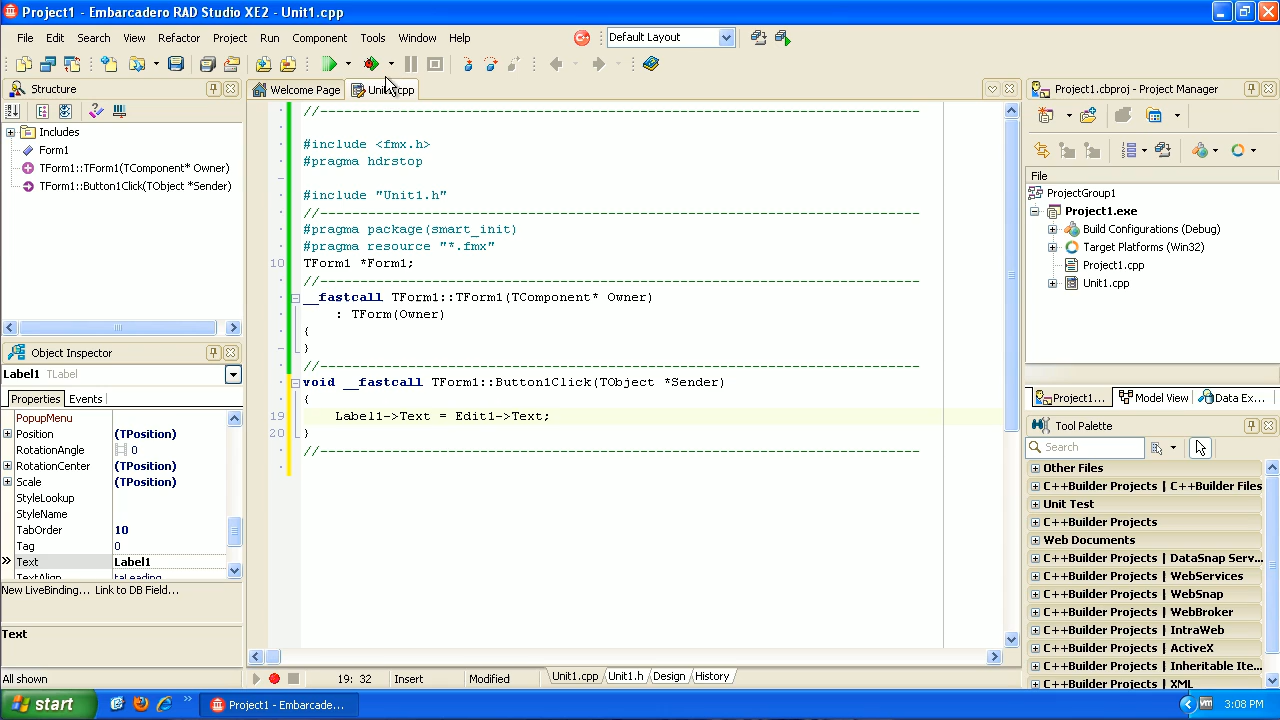 Project1 - Embarcadero RAD Studio XE2 - Unit1.cpp
File Edit Search View Refactor Project Run Component Tools Window Help
Default Layout
Structure
Includes
Form1
TForm1::TForm1(TComponent* Owner)
TForm1::Button1Click(TObject *Sender)
Object Inspector
Label1 TLabel
Properties Events
PopupMenu
Position (TPosition)
RotationAngle 0
RotationCenter (TPosition)
Scale (TPosition)
StyleLookup
StyleName
TabOrder 10
Tag 0
Text Label1
TextAlign taLeading
New LiveBinding... Link to DB Field...
Text
All shown
Welcome Page Unit1.cpp
//---------------------------------------------------------------------------
#include <fmx.h>
#pragma hdrstop
#include "Unit1.h"
//---------------------------------------------------------------------------
#pragma package(smart_init)
#pragma resource "*.fmx"
10 TForm1 *Form1;
//---------------------------------------------------------------------------
__fastcall TForm1::TForm1(TComponent* Owner)
: TForm(Owner)
{
}
//---------------------------------------------------------------------------
void __fastcall TForm1::Button1Click(TObject *Sender)
{
19 Label1->Text = Edit1->Text;
20 }
//---------------------------------------------------------------------------
19: 32 Insert Modified Unit1.cpp Unit1.h Design History
Project1.cbproj - Project Manager
File
ProjectGroup1
Project1.exe
Build Configurations (Debug)
Target Platforms (Win32)
Project1.cpp
Unit1.cpp
Project1... Model View Data Ex...
Tool Palette
Search
Other Files
C++Builder Projects | C++Builder Files
Unit Test
C++Builder Projects
Web Documents
C++Builder Projects | DataSnap Serv...
C++Builder Projects | WebServices
C++Builder Projects | WebSnap
C++Builder Projects | WebBroker
C++Builder Projects | IntraWeb
C++Builder Projects | ActiveX
C++Builder Projects | Inheritable Ite...
C++Builder Projects | XML
start
Project1 - Embarcade...
3:08 PM